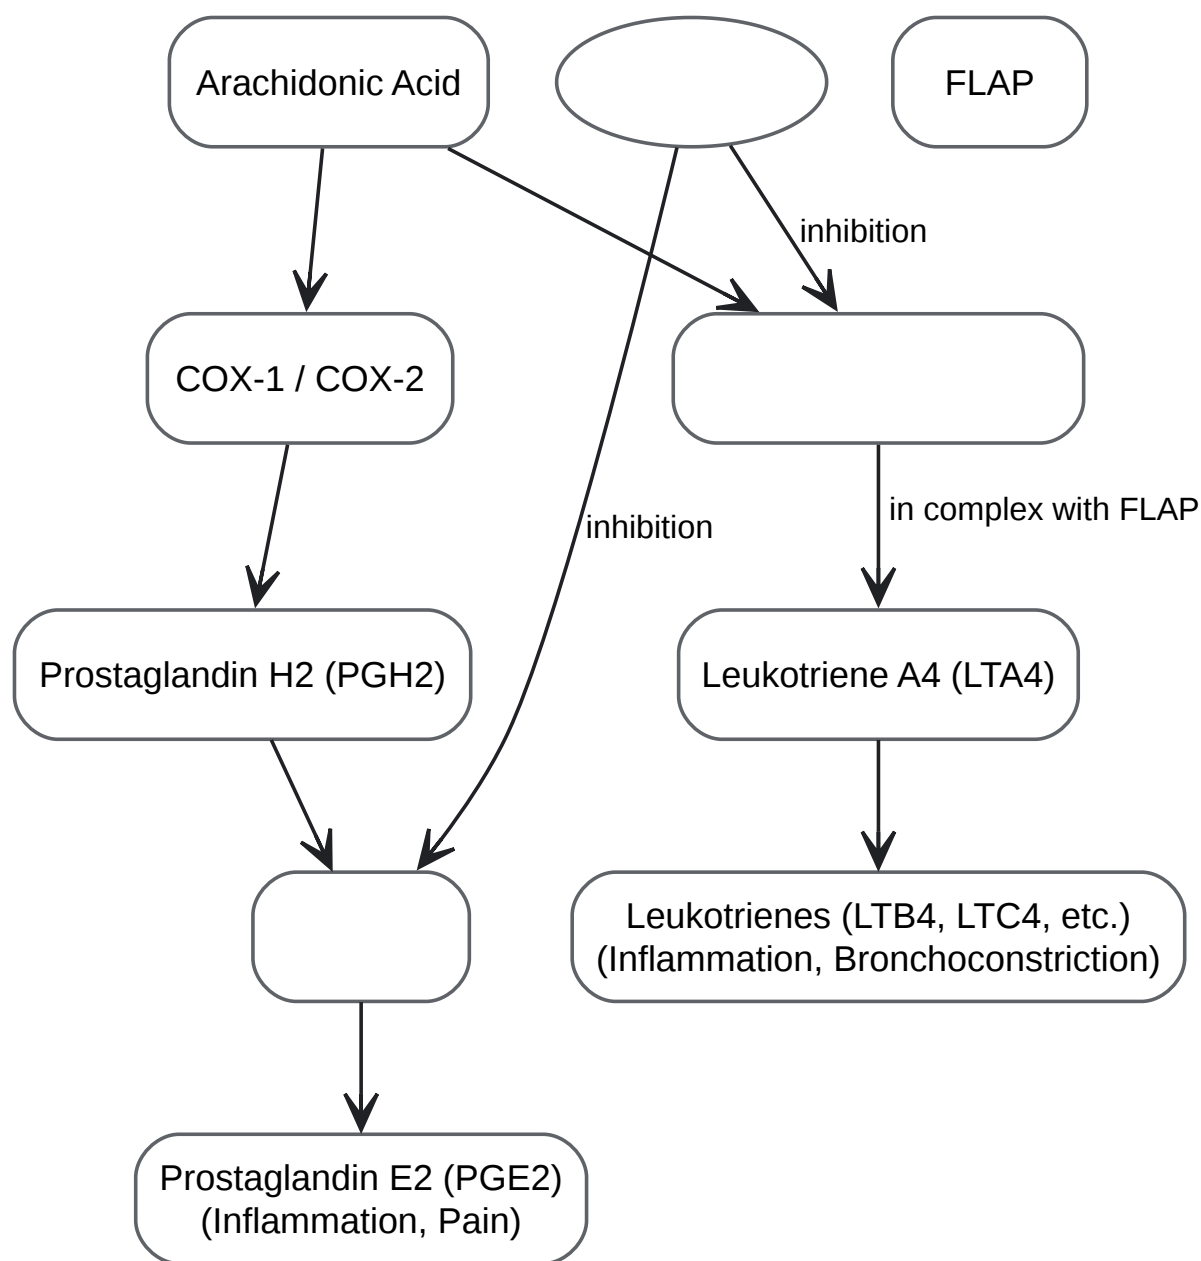 Arachidonic Acid
FLAP
inhibition
COX-1 / COX-2
in complex with FLAP
inhibition
Prostaglandin H2 (PGH2)
Leukotriene A4 (LTA4)
Leukotrienes (LTB4, LTC4, etc.)
(Inflammation, Bronchoconstriction)
Prostaglandin E2 (PGE2)
(Inflammation, Pain)